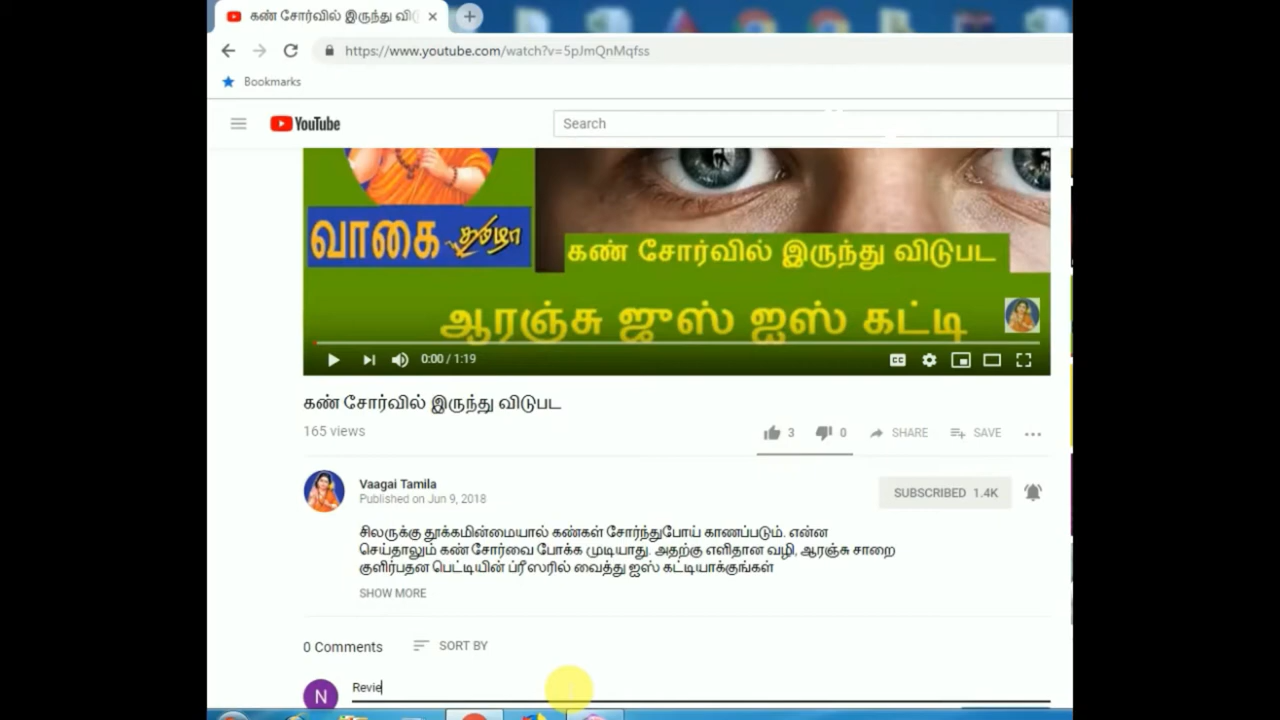 கண் சோர்வில் இருந்து விடு
https://www.youtube.com/watch?v=5pJmQnMqfss
Bookmarks
YouTube
Search
வாகை தமிழா
கண் சோர்வில் இருந்து விடுபட
ஆரஞ்சு ஜுஸ் ஐஸ் கட்டி
0:00 / 1:19
CC
கண் சோர்வில் இருந்து விடுபட
165 views
3
0
SHARE
SAVE
Vaagai Tamila
Published on Jun 9, 2018
SUBSCRIBED 1.4K
சிலருக்கு தூக்கமின்மையால் கண்கள் சோர்ந்துபோய் காணப்படும். என்ன
செய்தாலும் கண் சோர்வை போக்க முடியாது. அதற்கு எளிதான வழி, ஆரஞ்சு சாறை
குளிர்பதன பெட்டியின் ப்ரீஸரில் வைத்து ஐஸ் கட்டியாக்குங்கள்
SHOW MORE
0 Comments
SORT BY
N
Revie